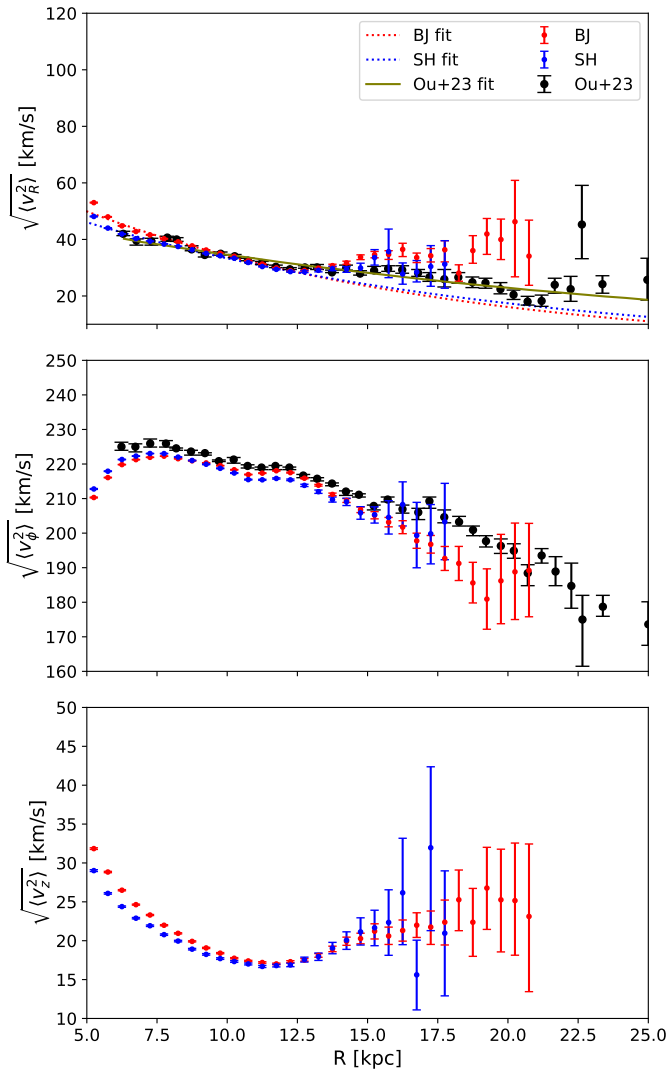 120
100
80
60
40
20
√⟨v_R^2⟩ [km/s]
BJ fit
SH fit
Ou+23 fit
BJ
SH
Ou+23
250
240
230
220
210
200
190
180
170
160
√⟨v_ϕ^2⟩ [km/s]
50
45
40
35
30
25
20
15
10
√⟨v_z^2⟩ [km/s]
5.0 7.5 10.0 12.5 15.0 17.5 20.0 22.5 25.0
R [kpc]